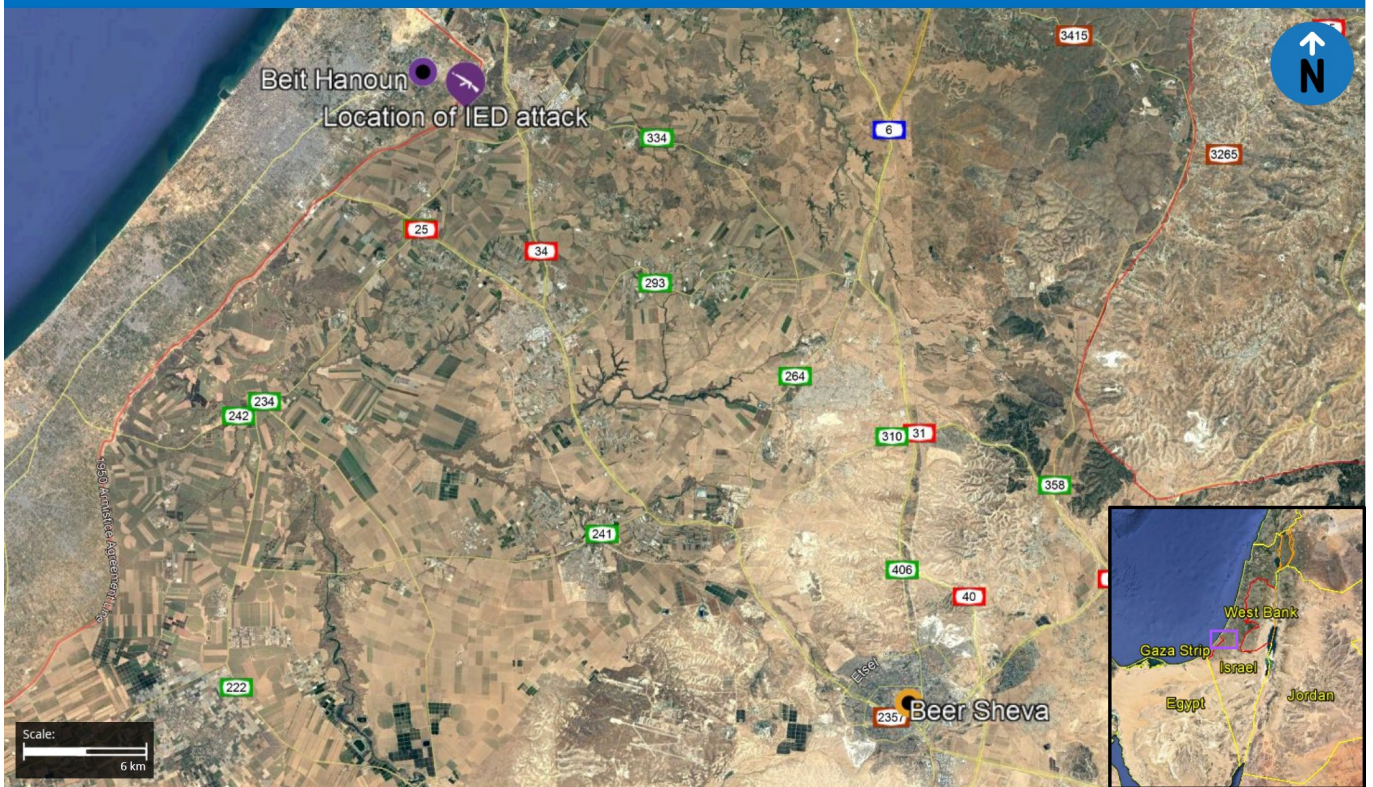 3415
N
Beit Hanoun
Location of IED attack
334
6
3265
25
34
293
264
234
242
310
31
358
1950 Armistice Agreement Line
241
406
40
Etsel
222
2357
Beer Sheva
Scale:
6 km
West Bank
Gaza Strip
Israel
Egypt
Jordan